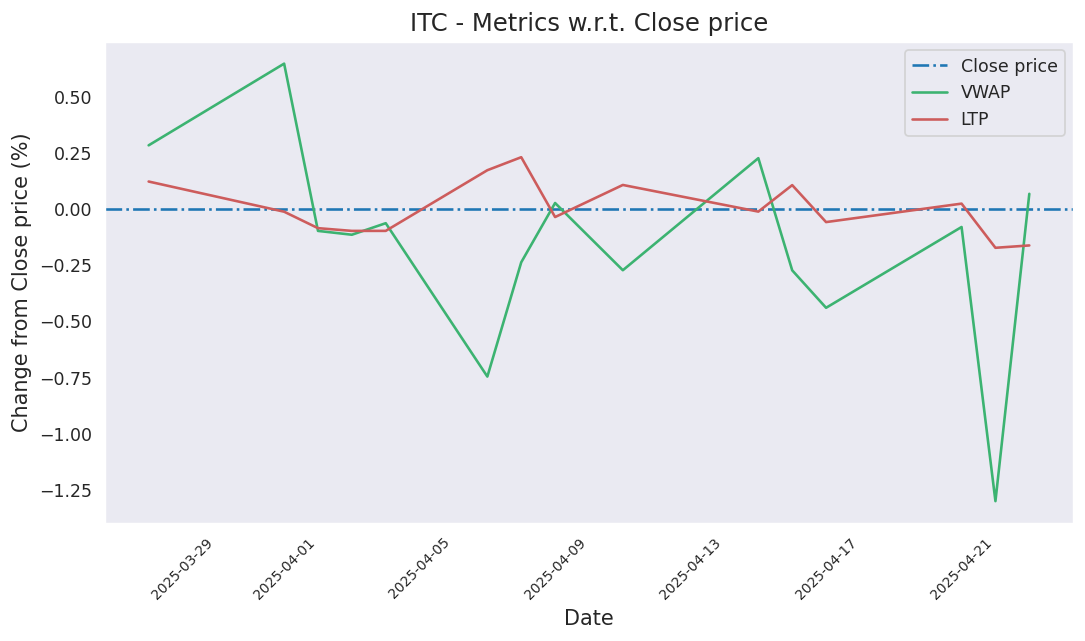 ITC - Metrics w.r.t. Close price
Close price
VWAP
LTP
Change from Close price (%)
0.50
0.25
0.00
−0.25
−0.50
−0.75
−1.00
−1.25
2025-03-29
2025-04-01
2025-04-05
2025-04-09
2025-04-13
2025-04-17
2025-04-21
Date